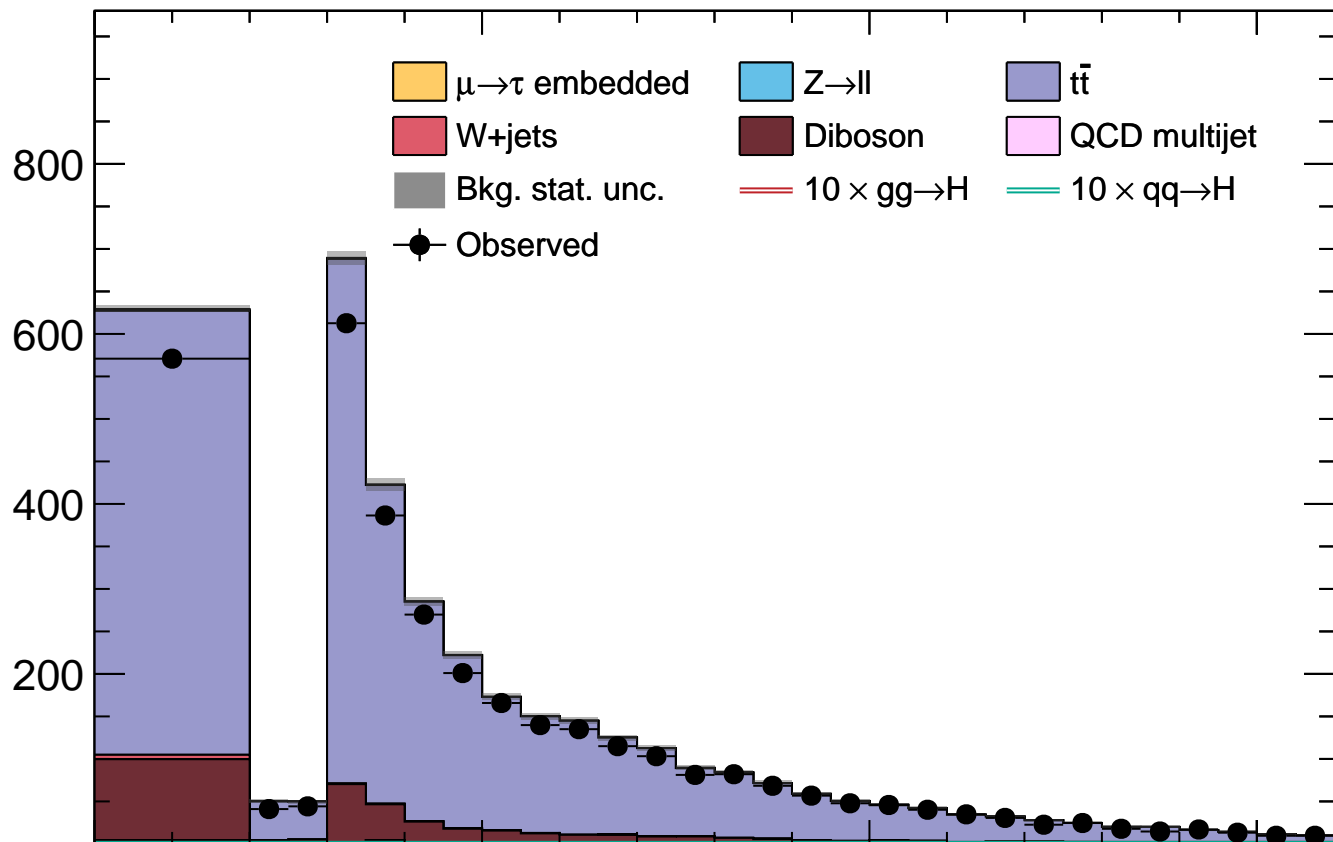 μ→τ embedded Z→ll tt̄
W+jets Diboson QCD multijet
Bkg. stat. unc. 10 × gg→H 10 × qq→H
Observed
800
600
400
200